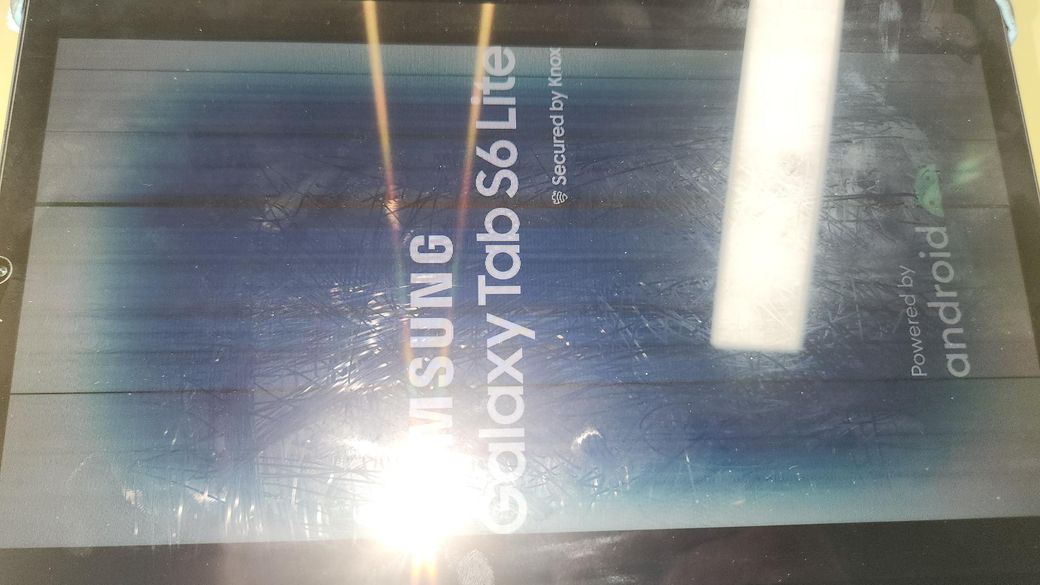 MSUNG
Galaxy Tab S6 Lite
Secured by Knox
Powered by
android